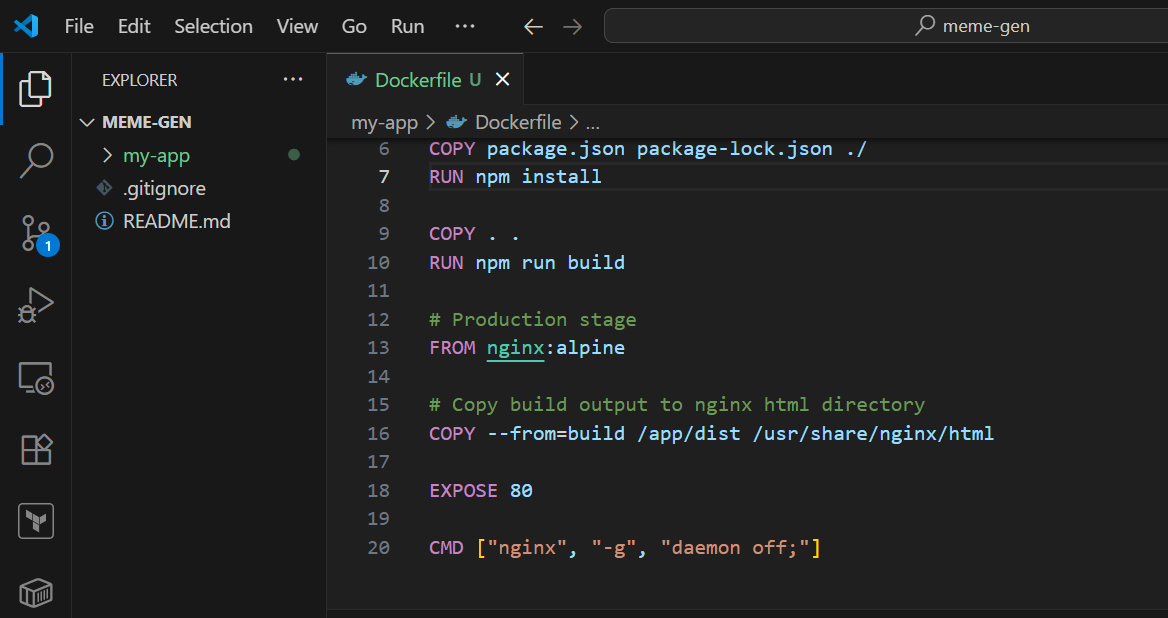 File Edit Selection View Go Run ... meme-gen
EXPLORER ...
MEME-GEN
my-app
.gitignore
README.md
1
Dockerfile U
my-app > Dockerfile > ...
6 COPY package.json package-lock.json ./
7 RUN npm install
8
9 COPY . .
10 RUN npm run build
11
12 # Production stage
13 FROM nginx:alpine
14
15 # Copy build output to nginx html directory
16 COPY --from=build /app/dist /usr/share/nginx/html
17
18 EXPOSE 80
19
20 CMD ["nginx", "-g", "daemon off;"]